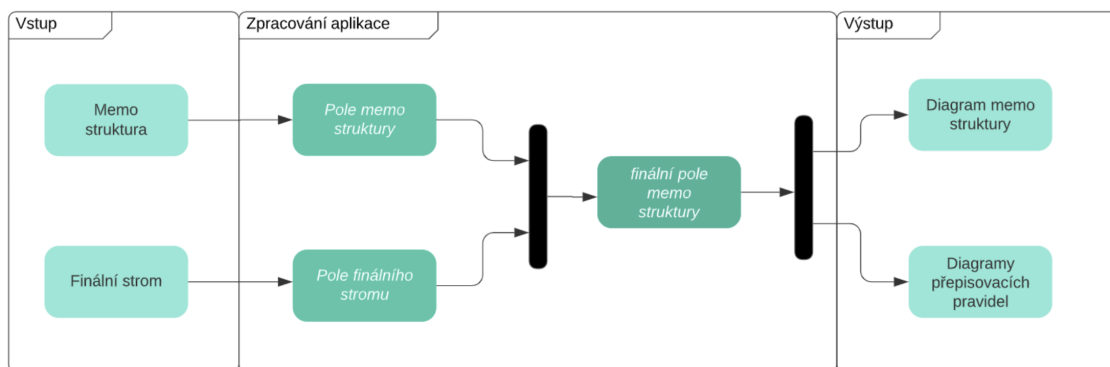 Vstup
Zpracování aplikace
Výstup
Memo
struktura
Pole memo
struktury
finální pole
memo
struktury
Diagram memo
struktury
Finální strom
Pole finálního
stromu
Diagramy
přepisovacích
pravidel